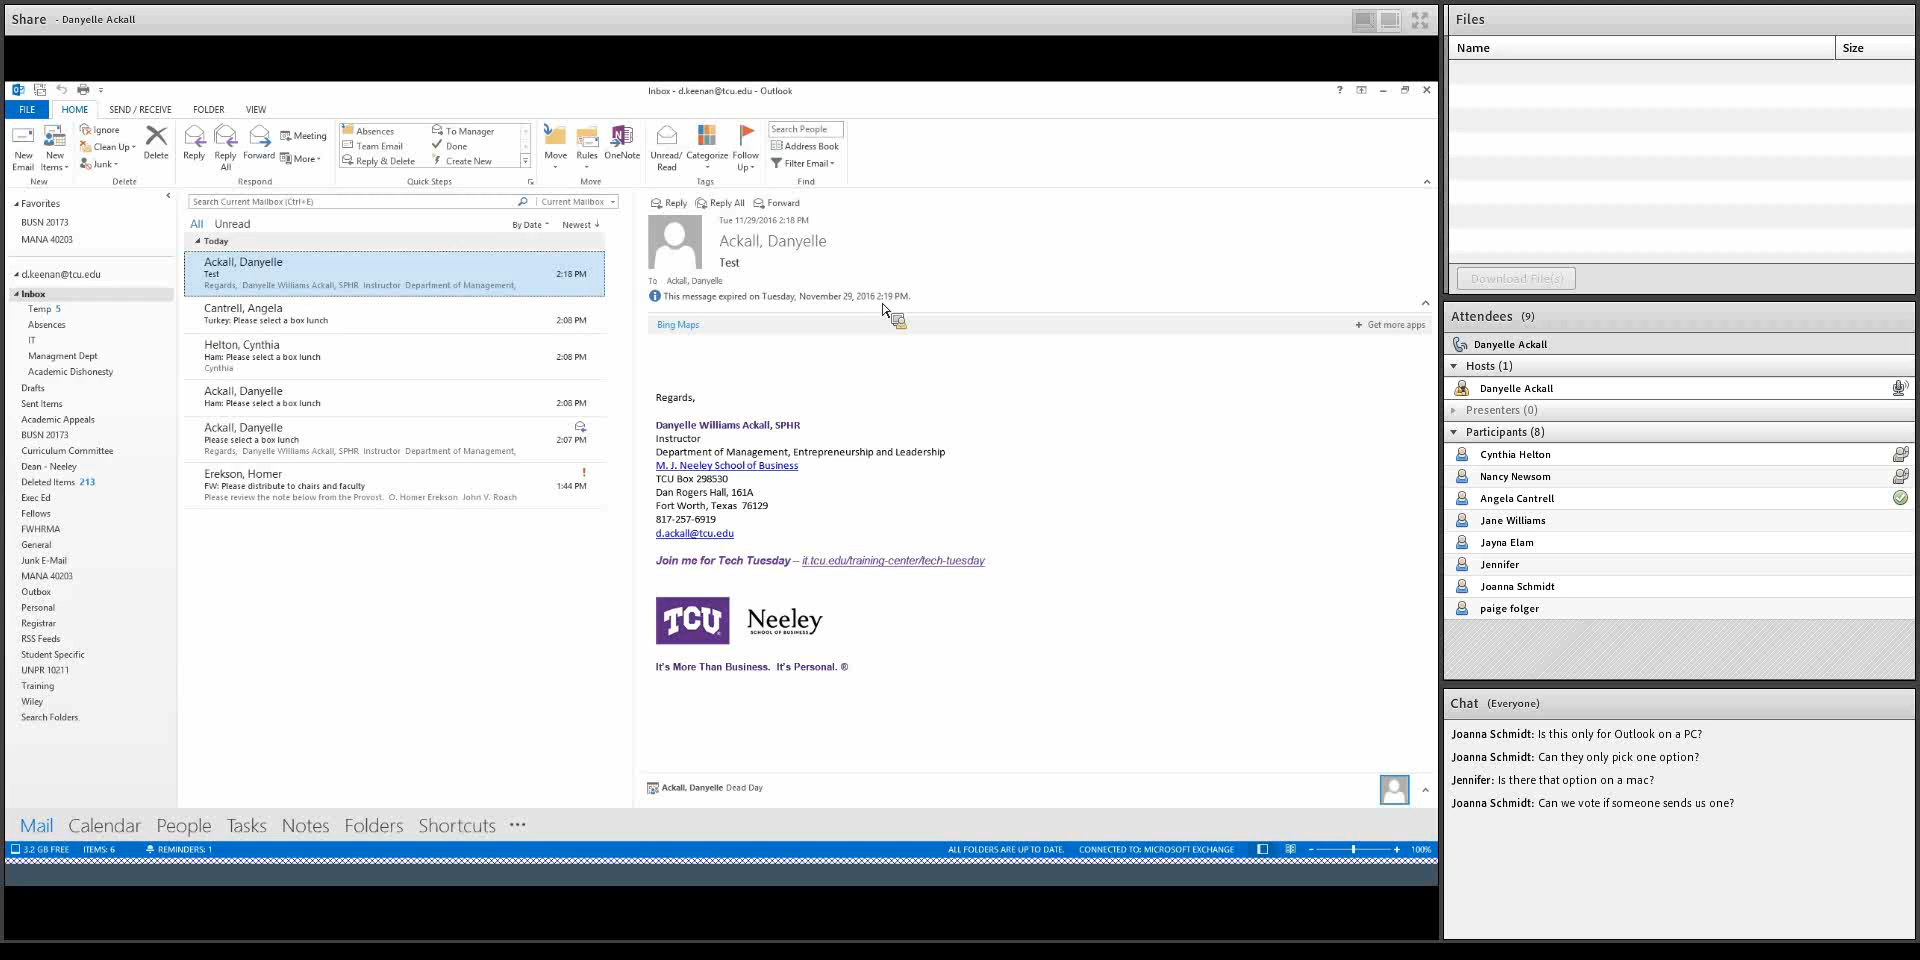 Share - Danyelle Ackall
Inbox - d.keenan@tcu.edu - Outlook
FILE HOME SEND / RECEIVE FOLDER VIEW
New Email
New Items
Ignore
Clean Up
Junk
Delete
Reply
Reply All
Forward
Meeting
More
Absences
Team Email
Reply & Delete
To Manager
Done
Create New
Move
Rules
OneNote
Unread/ Read
Categorize
Follow Up
Search People
Address Book
Filter Email
New Delete Respond Quick Steps Move Tags Find
Favorites
BUSN 20173
MANA 40203
d.keenan@tcu.edu
Inbox
Temp 5
Absences
IT
Managment Dept
Academic Dishonesty
Drafts
Sent Items
Academic Appeals
BUSN 20173
Curriculum Committee
Dean - Neeley
Deleted Items 213
Exec Ed
Fellows
FWHRMA
General
Junk E-Mail
MANA 40203
Outbox
Personal
Registrar
RSS Feeds
Student Specific
UNPR 10211
Training
Wiley
Search Folders
Search Current Mailbox (Ctrl+E) Current Mailbox
All Unread By Date Newest
Today
Ackall, Danyelle
Test 2:18 PM
Regards, Danyelle Williams Ackall, SPHR Instructor Department of Management,
Cantrell, Angela
Turkey: Please select a box lunch 2:08 PM
Helton, Cynthia
Ham: Please select a box lunch 2:08 PM
Cynthia
Ackall, Danyelle
Ham: Please select a box lunch 2:08 PM
Ackall, Danyelle
Please select a box lunch 2:07 PM
Regards, Danyelle Williams Ackall, SPHR Instructor Department of Management,
Erekson, Homer !
FW: Please distribute to chairs and faculty 1:44 PM
Please review the note below from the Provost. O. Homer Erekson John V. Roach
Reply Reply All Forward
Tue 11/29/2016 2:18 PM
Ackall, Danyelle
Test
To Ackall, Danyelle
This message expired on Tuesday, November 29, 2016 2:19 PM.
Bing Maps + Get more apps
Regards,
Danyelle Williams Ackall, SPHR
Instructor
Department of Management, Entrepreneurship and Leadership
M. J. Neeley School of Business
TCU Box 298530
Dan Rogers Hall, 161A
Fort Worth, Texas 76129
817-257-6919
d.ackall@tcu.edu
Join me for Tech Tuesday – it.tcu.edu/training-center/tech-tuesday
TCU Neeley
SCHOOL OF BUSINESS
It's More Than Business. It's Personal. ®
Ackall, Danyelle Dead Day
Mail Calendar People Tasks Notes Folders Shortcuts ···
3.2 GB FREE ITEMS: 6 REMINDERS: 1 ALL FOLDERS ARE UP TO DATE. CONNECTED TO: MICROSOFT EXCHANGE 100%
Files
Name Size
Download File(s)
Attendees (9)
Danyelle Ackall
Hosts (1)
Danyelle Ackall
Presenters (0)
Participants (8)
Cynthia Helton
Nancy Newsom
Angela Cantrell
Jane Williams
Jayna Elam
Jennifer
Joanna Schmidt
paige folger
Chat (Everyone)
Joanna Schmidt: Is this only for Outlook on a PC?
Joanna Schmidt: Can they only pick one option?
Jennifer: Is there that option on a mac?
Joanna Schmidt: Can we vote if someone sends us one?